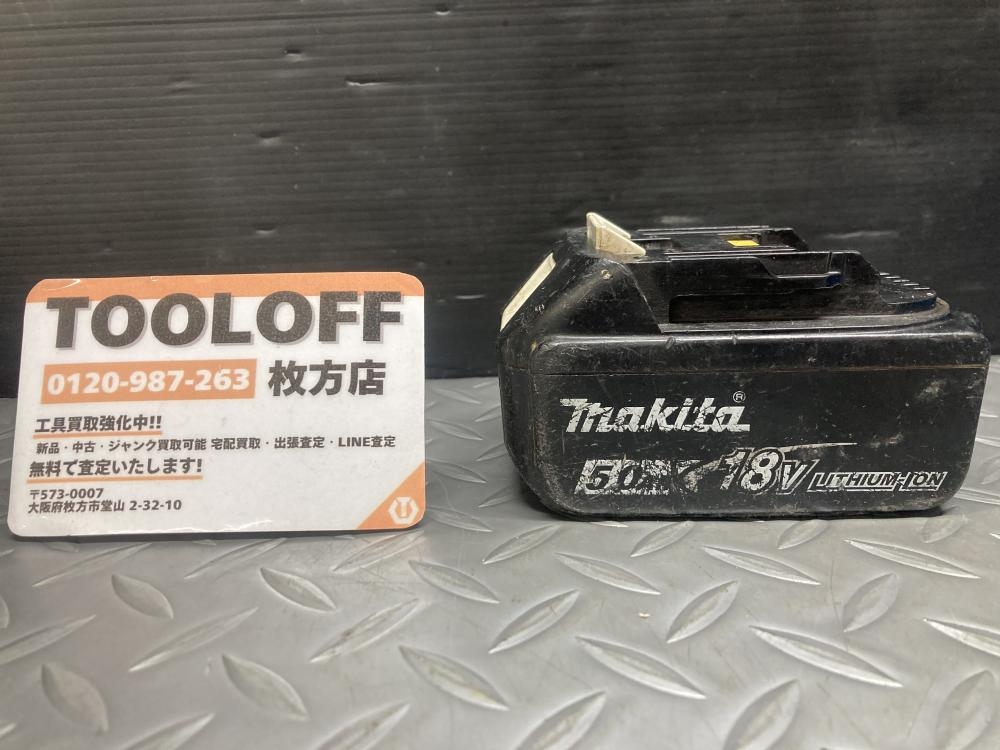 TOOLOFF
0120-987-263 枚方店
工具買取強化中!!
新品・中古・ジャンク買取可能 宅配買取・出張査定・LINE査定
無料で査定いたします!
〒573-0007
大阪府枚方市堂山 2-32-10
makita®
18V LITHIUM-ION